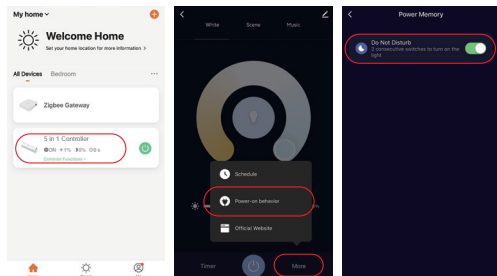 My home
Welcome Home
Set your home location for more information >
All Devices
Bedroom
...
Zigbee Gateway
5 in 1 Controller
Common Functions >
White
Scene
Music
Schedule
Power-on behavior
Official Website
Timer
More
Power Memory
Do Not Disturb
2 consecutive switches to turn on the
light